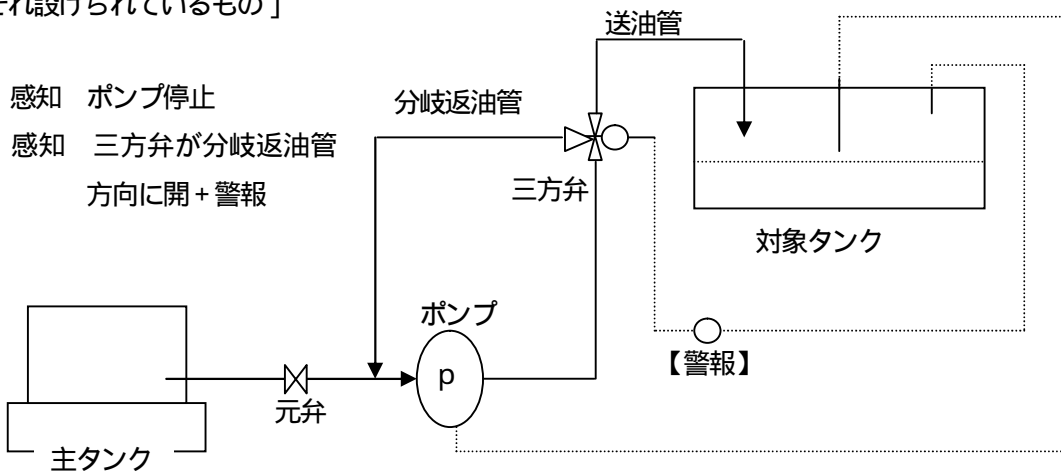 それ設けられているもの]
感知 ポンプ停止
感知 三方弁が分岐返油管
方向に開+警報
送油管
分岐返油管
三方弁
対象タンク
ポンプ
p
【警報】
元弁
主タンク